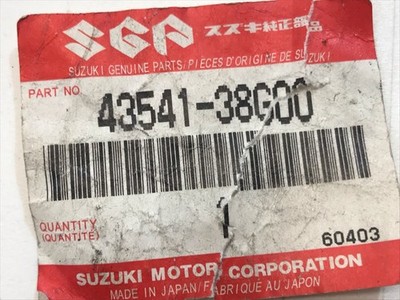 SGP スズキ純正部品
SUZUKI GENUINE PARTS/PIÈCES D'ORIGINE DE SUZUKI
PART NO.
43541-38G00
QUANTITY
(QUANTITÉ)
1
60403
SUZUKI MOTOR CORPORATION
MADE IN JAPAN/FABRIQUÉ AU JAPON